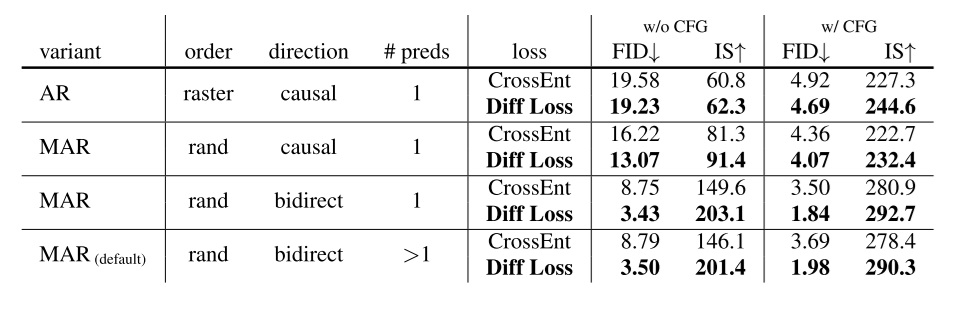 w/o CFG w/ CFG
variant order direction # preds loss FID↓ IS↑ FID↓ IS↑
AR raster causal 1 CrossEnt 19.58 60.8 4.92 227.3
Diff Loss 19.23 62.3 4.69 244.6
MAR rand causal 1 CrossEnt 16.22 81.3 4.36 222.7
Diff Loss 13.07 91.4 4.07 232.4
MAR rand bidirect 1 CrossEnt 8.75 149.6 3.50 280.9
Diff Loss 3.43 203.1 1.84 292.7
MAR (default) rand bidirect >1 CrossEnt 8.79 146.1 3.69 278.4
Diff Loss 3.50 201.4 1.98 290.3